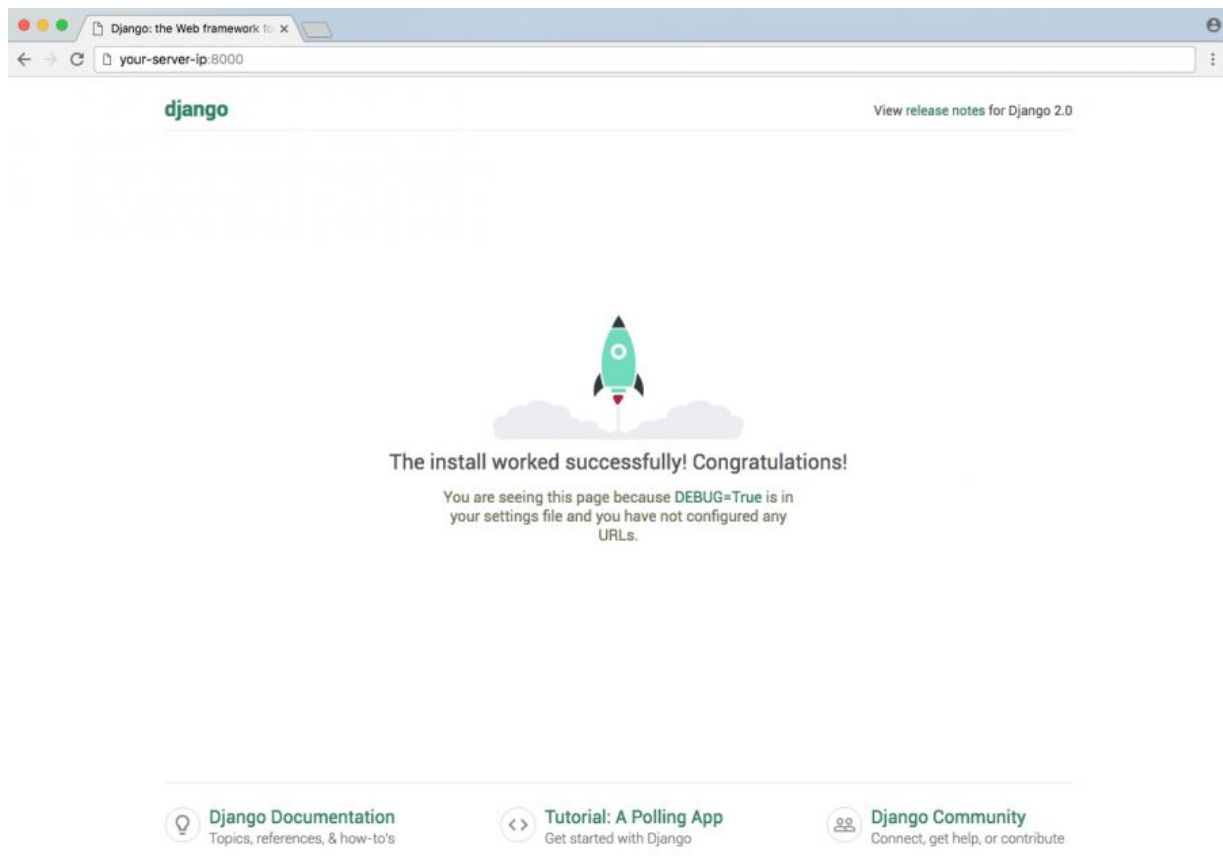 Django: the Web framework fo
your-server-ip:8000
django
View release notes for Django 2.0
The install worked successfully! Congratulations!
You are seeing this page because DEBUG=True is in
your settings file and you have not configured any
URLs.
Django Documentation
Topics, references, & how-to's
Tutorial: A Polling App
Get started with Django
Django Community
Connect, get help, or contribute